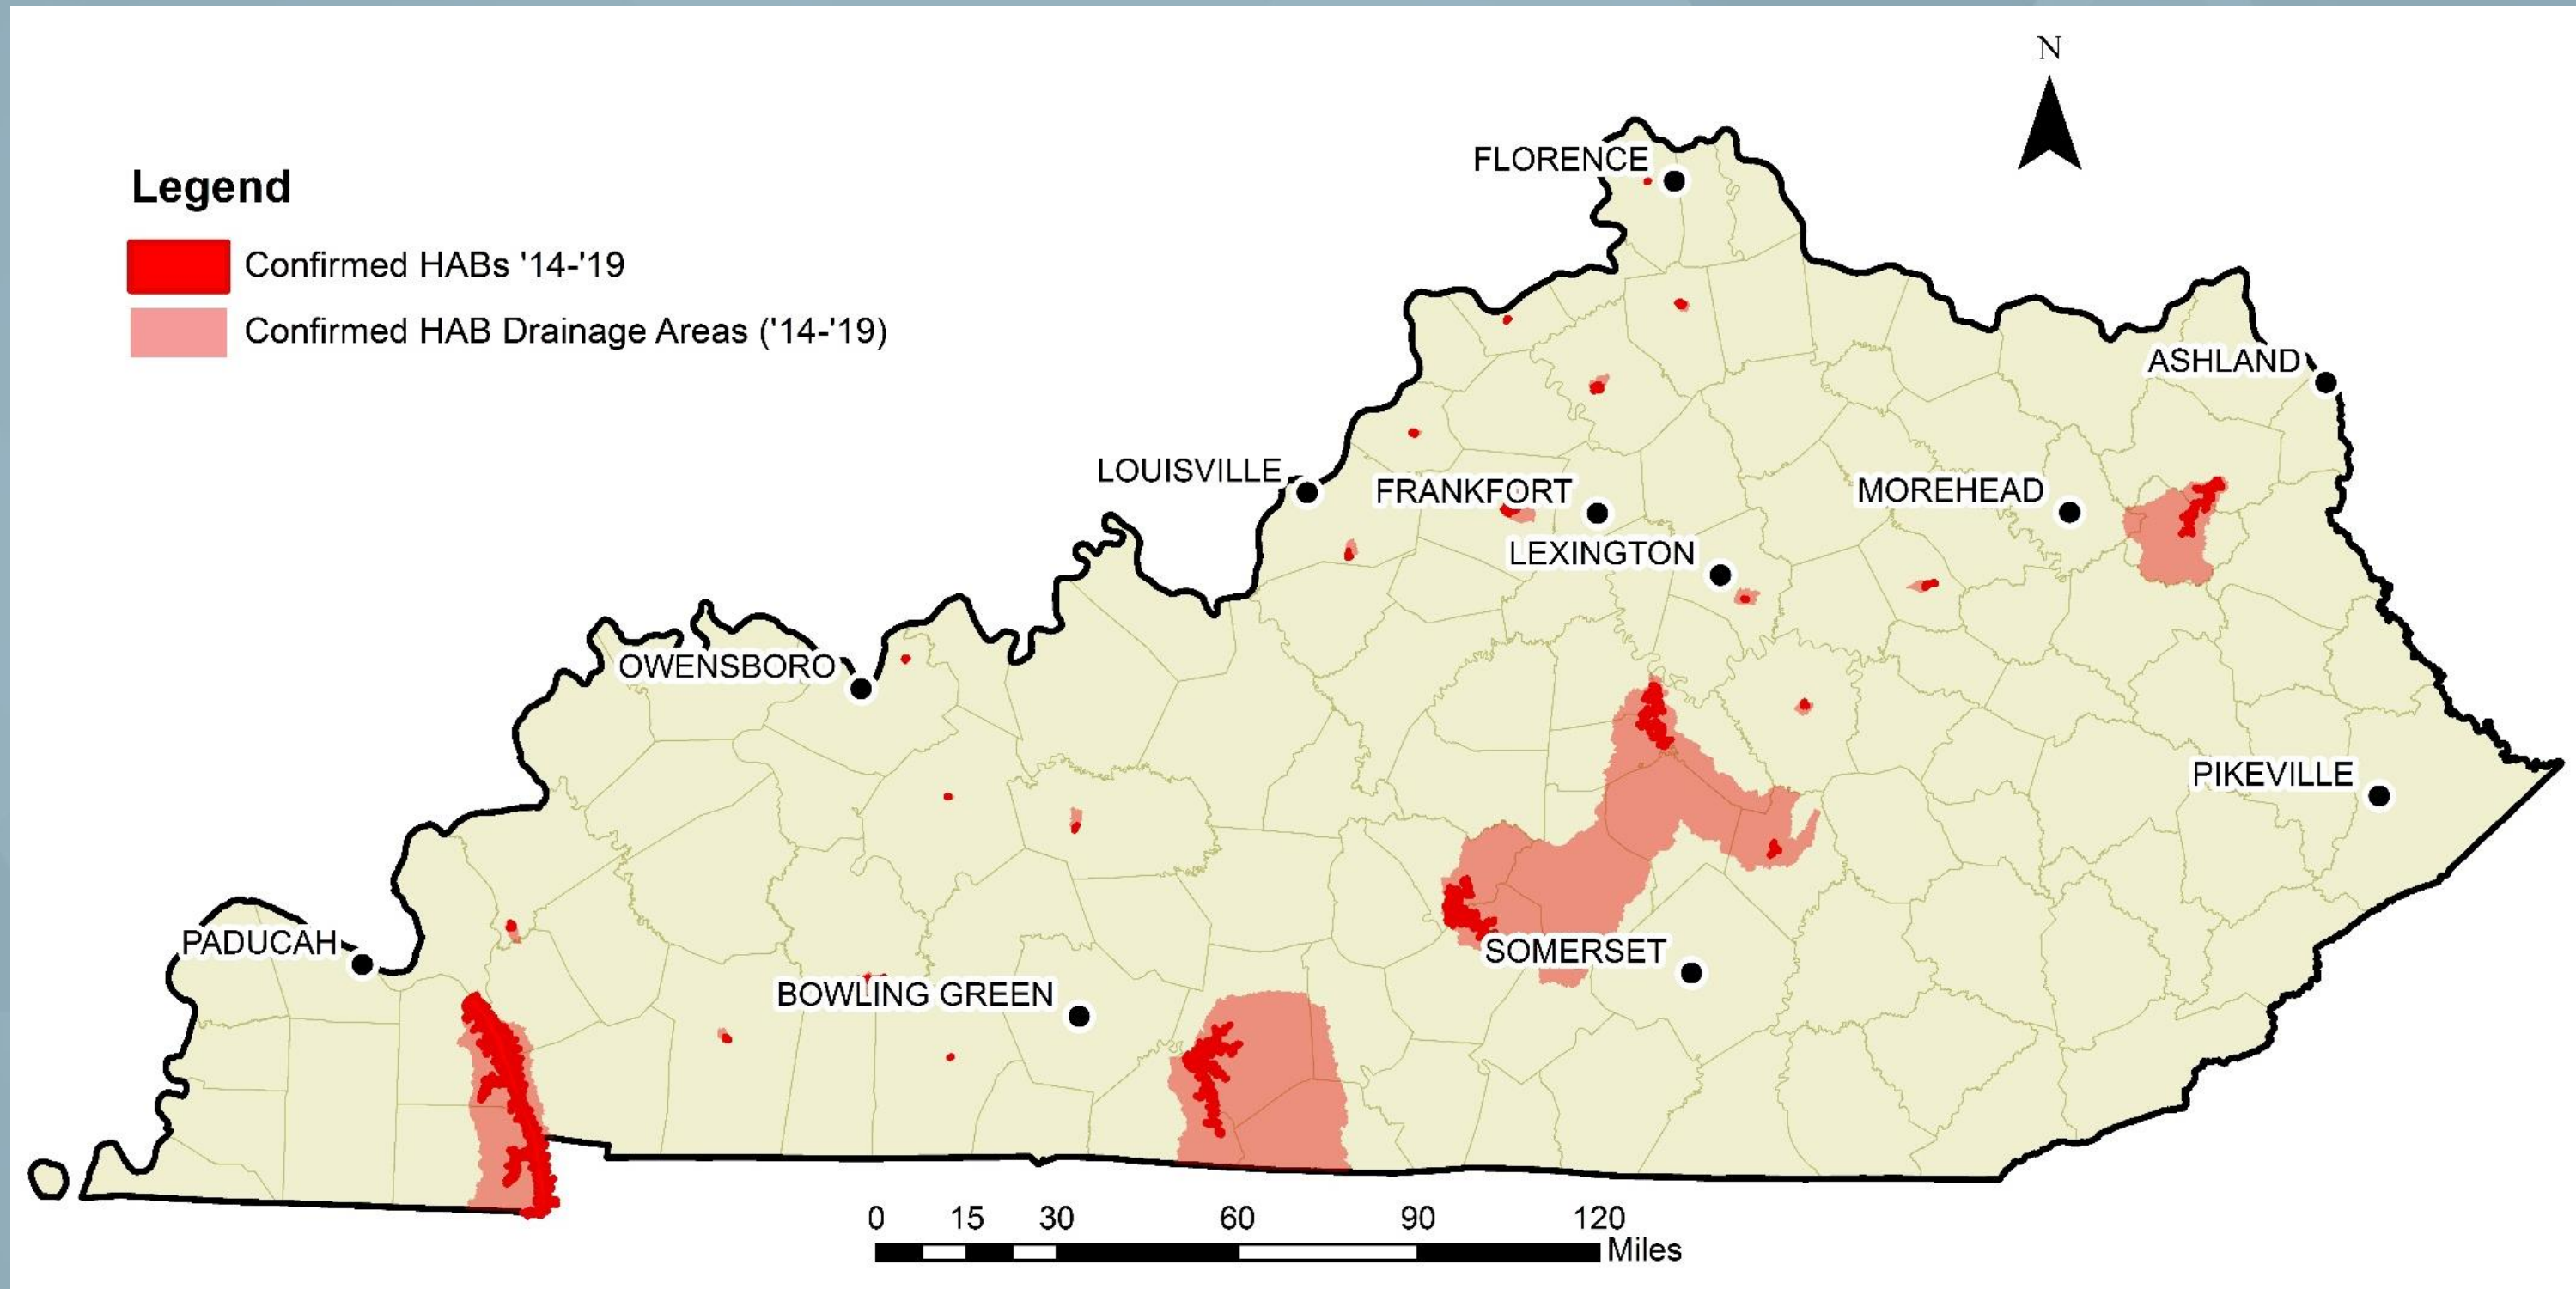 N
FLORENCE
Legend
Confirmed HABs '14-'19
Confirmed HAB Drainage Areas ('14-'19)
ASHLAND
LOUISVILLE
FRANKFORT
MOREHEAD
LEXINGTON
OWENSBORO
PIKEVILLE
PADUCAH
SOMERSET
BOWLING GREEN
0 15 30 60 90 120
Miles